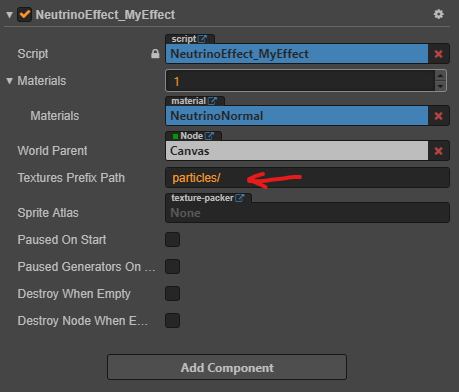 NeutrinoEffect_MyEffect
script
Script NeutrinoEffect_MyEffect
Materials 1
material
Materials NeutrinoNormal
Node
World Parent Canvas
Textures Prefix Path particles/
texture-packer
Sprite Atlas None
Paused On Start
Paused Generators On ...
Destroy When Empty
Destroy Node When E...
Add Component